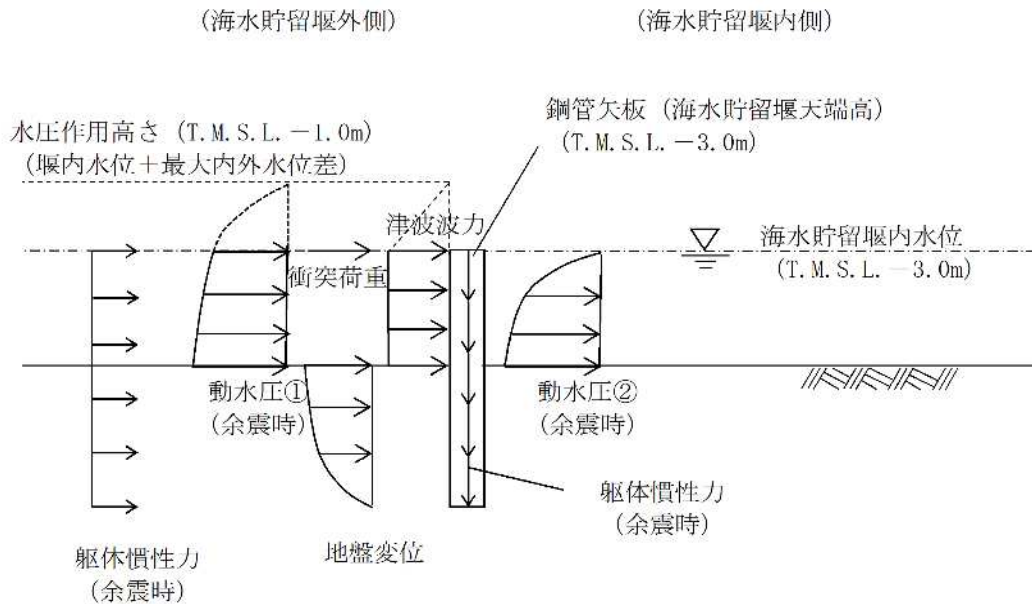 (海水貯留堰外側)
(海水貯留堰内側)
鋼管矢板 (海水貯留堰天端高)
(T.M.S.L.-3.0m)
水圧作用高さ (T.M.S.L.-1.0m)
(堰内水位+最大内外水位差)
津波波力
海水貯留堰内水位
(T.M.S.L.-3.0m)
衝突荷重
動水圧①
(余震時)
動水圧②
(余震時)
躯体慣性力
(余震時)
地盤変位
躯体慣性力
(余震時)